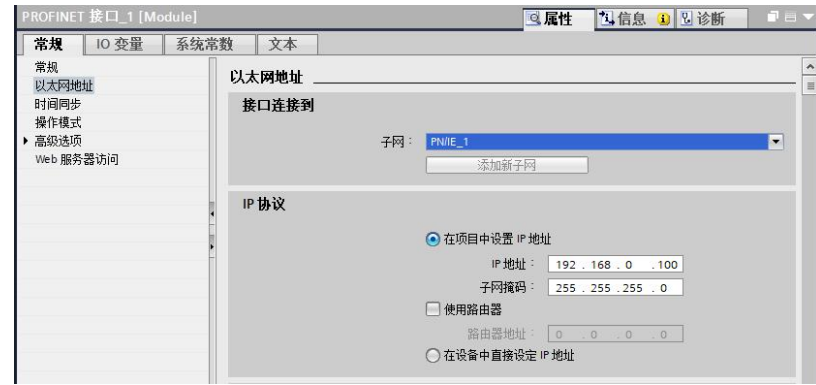 PROFINET 接口_1 [Module]
属性
信息
诊断
常规
IO 变量
系统常数
文本
常规
以太网地址
时间同步
操作模式
高级选项
Web 服务器访问
以太网地址
接口连接到
子网：
PN/IE_1
添加新子网
IP 协议
在项目中设置 IP 地址
IP 地址：
192 . 168 . 0 . 100
子网掩码：
255 . 255 . 255 . 0
使用路由器
路由器地址：
0 . 0 . 0 . 0
在设备中直接设定 IP 地址